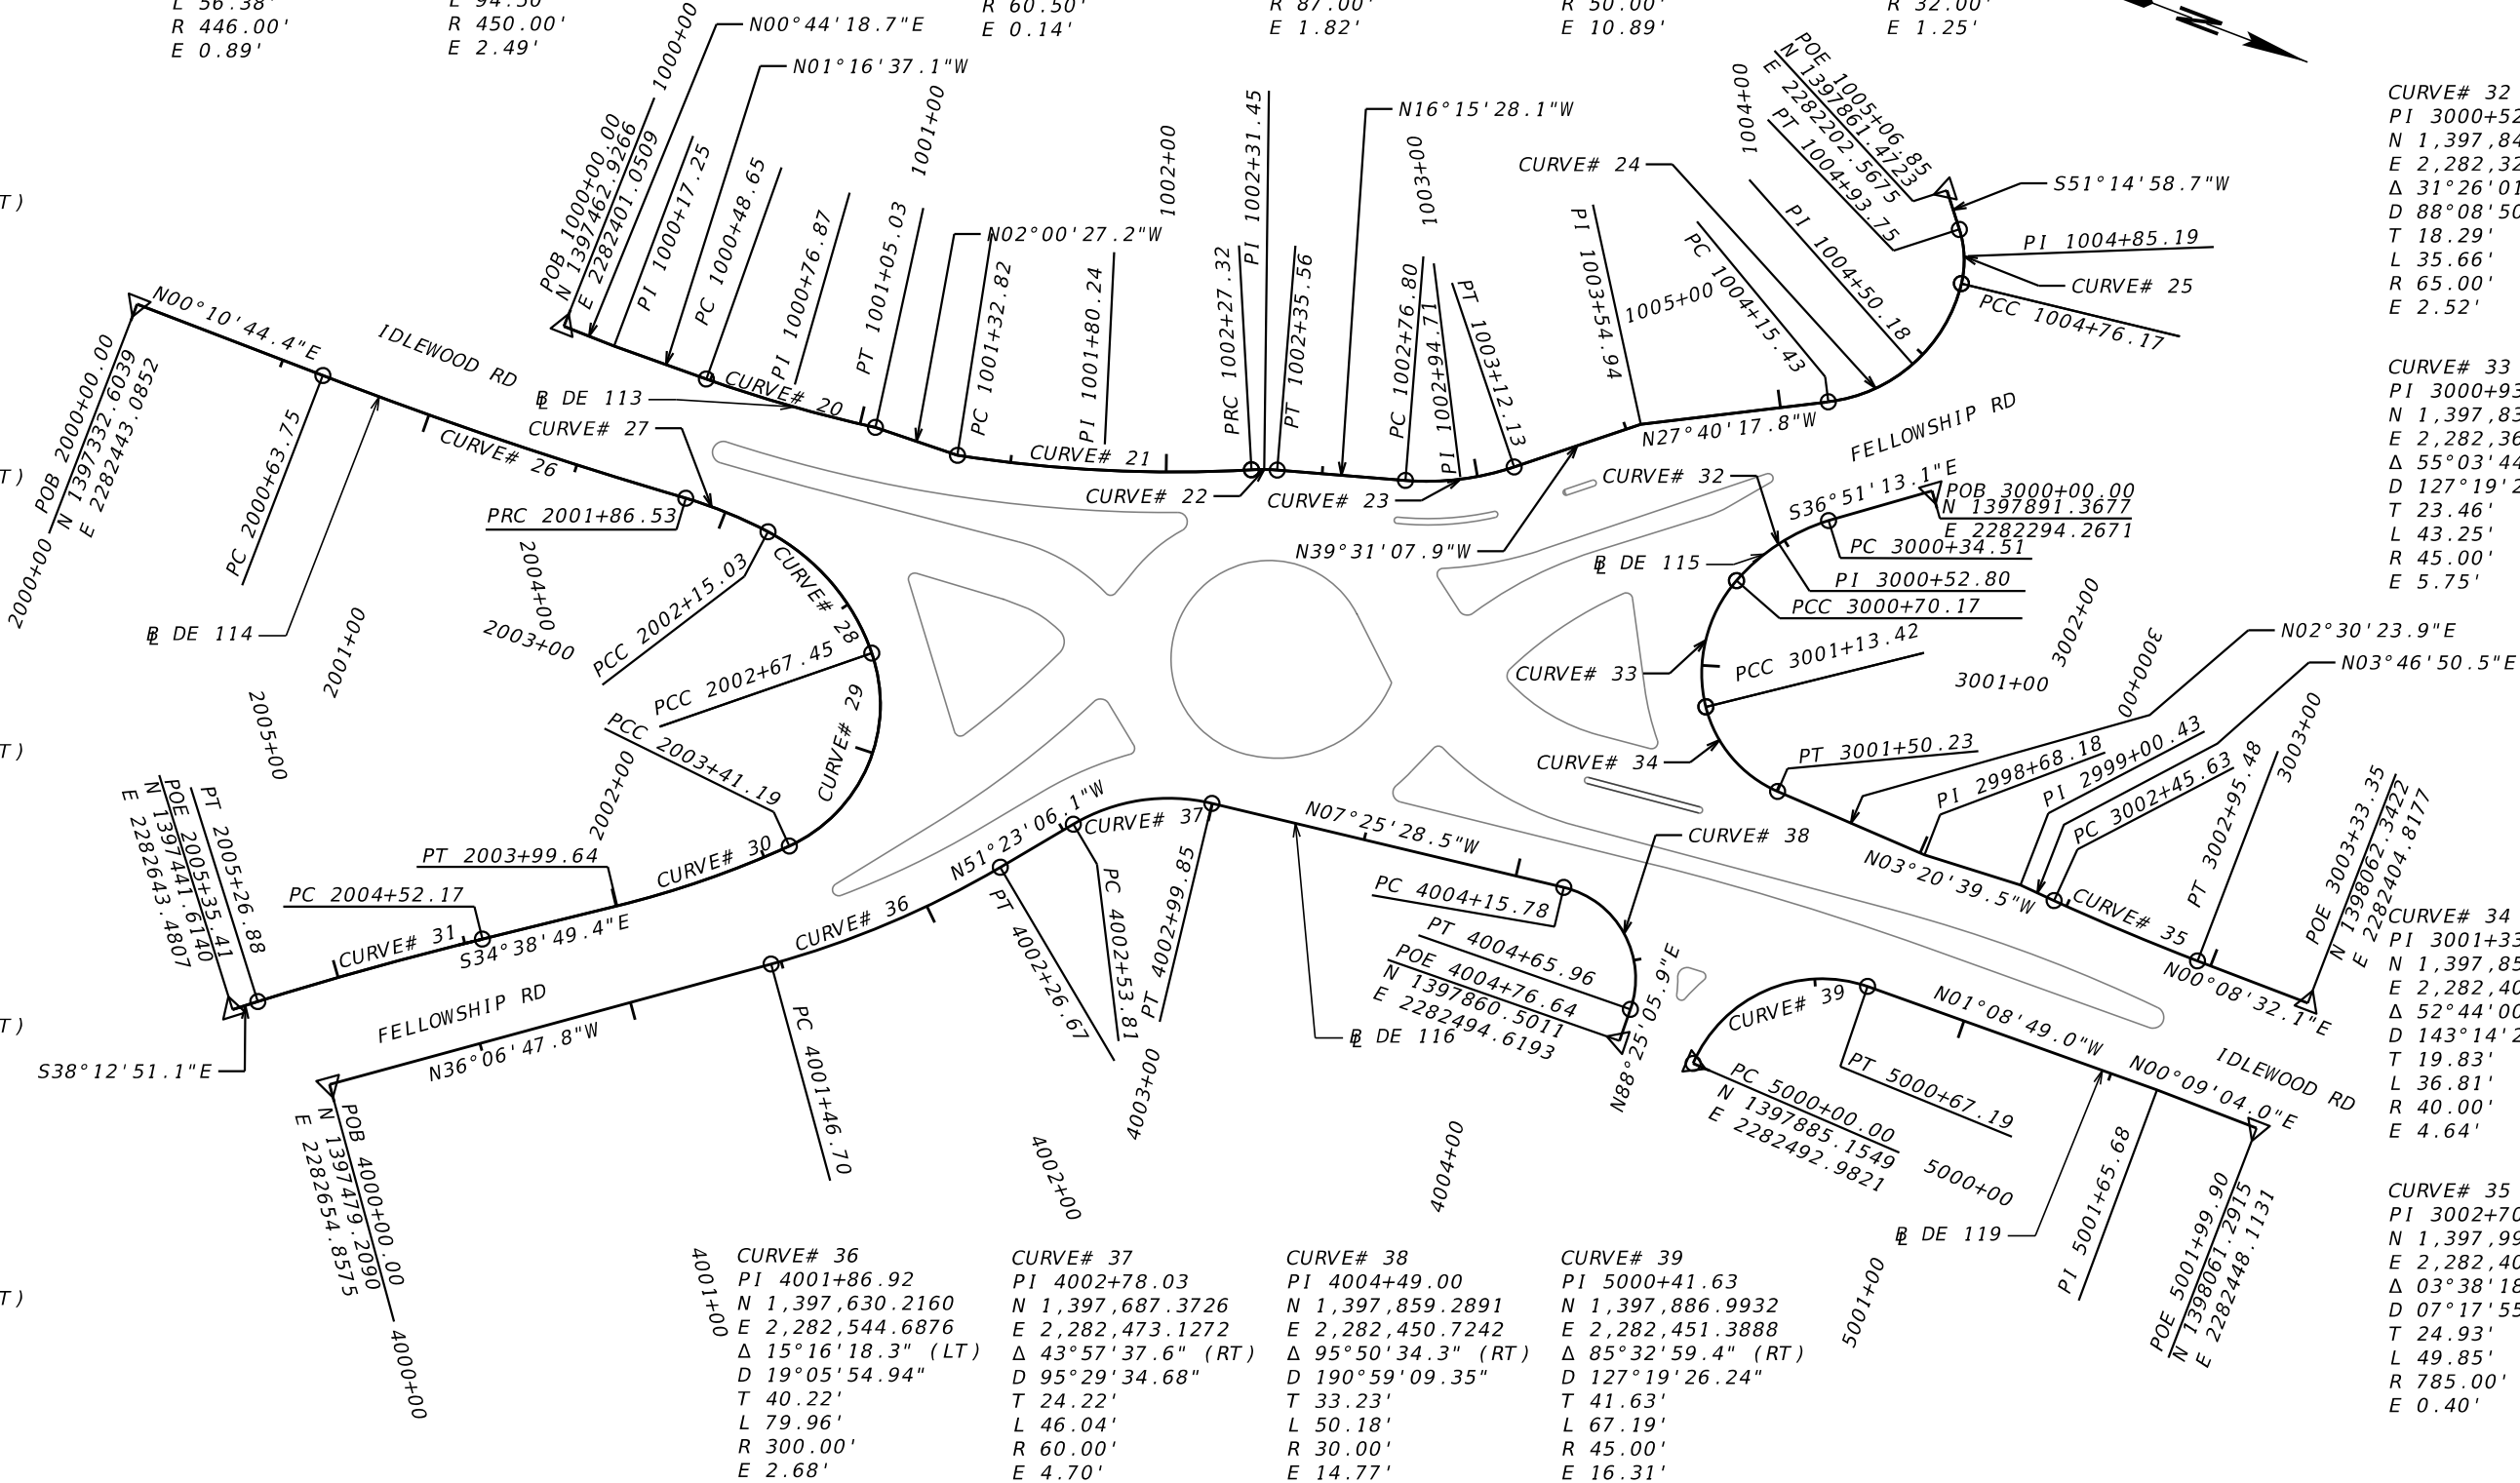 L 56.38'
R 446.00'
E 0.89'
L 94.50'
R 450.00'
E 2.49'
R 60.50'
E 0.14'
R 87.00'
E 1.82'
R 50.00'
E 10.89'
R 32.00'
E 1.25'
N
T)
T)
T)
T)
T)
1000+00
N00°44'18.7"E
N01°16'37.1"W
POB 1000+00.00
N 1397462.9266
E 2282401.0509
PI 1000+17.25
PC 1000+48.65
PI 1000+76.87
1001+00
PT 1001+05.03
N02°00'27.2"W
PC 1001+32.82
PI 1001+80.24
1002+00
PRC 1002+27.32
PI 1002+31.45
PT 1002+35.56
N16°15'28.1"W
1003+00
PC 1002+76.80
PI 1002+94.71
PT 1003+12.13
PI 1003+54.94
CURVE# 24
1004+00
POE 1005+06.85
N 1397861.4723
E 2282202.5675
PT 1004+93.75
PC 1004+15.43
PI 1004+50.18
S51°14'58.7"W
PI 1004+85.19
CURVE# 25
PCC 1004+76.17
1005+00
FELLOWSHIP RD
N27°40'17.8"W
N39°31'07.9"W
CURVE# 23
CURVE# 22
CURVE# 21
CURVE# 20
BL DE 113
IDLEWOOD RD
N00°10'44.4"E
POB 2000+00.00
N 1397332.6039
E 2282443.0852
2000+00
PC 2000+63.75
BL DE 114
CURVE# 26
CURVE# 27
PRC 2001+86.53
2001+00
2004+00
2003+00
2005+00
2002+00
PCC 2002+15.03
CURVE# 28
PCC 2002+67.45
CURVE# 29
PCC 2003+41.19
CURVE# 30
PT 2003+99.64
PC 2004+52.17
CURVE# 31
S34°38'49.4"E
PT 2005+26.88
POE 2005+35.41
N 1397441.6140
E 2282643.4807
S38°12'51.1"E
FELLOWSHIP RD
N36°06'47.8"W
POB 4000+00.00
N 1397479.2090
E 2282654.8575
4000+00
PC 4001+46.70
CURVE# 36
N51°23'06.1"W
PT 4002+26.67
PC 4002+53.81
CURVE# 37
PT 4002+99.85
N07°25'28.5"W
BL DE 116
4001+00
4002+00
4003+00
4004+00
PC 4004+15.78
CURVE# 38
PT 4004+65.96
POE 4004+76.64
N 1397860.5011
E 2282494.6193
N88°25'05.9"E
CURVE# 32
S36°51'13.1"E
POB 3000+00.00
N 1397891.3677
E 2282294.2671
PC 3000+34.51
BL DE 115
PI 3000+52.80
PCC 3000+70.17
CURVE# 33
PCC 3001+13.42
3001+00
3002+00
3000+00
CURVE# 34
PT 3001+50.23
N02°30'23.9"E
N03°46'50.5"E
PI 2998+68.18
PI 2999+00.43
PC 3002+45.63
N03°20'39.5"W
CURVE# 35
PT 3002+95.48
3003+00
POE 3003+33.35
N 1398062.3422
E 2282404.8177
N00°08'32.1"E
CURVE# 39
N01°08'49.0"W
PT 5000+67.19
PC 5000+00.00
N 1397885.1549
E 2282492.9821
5000+00
N00°09'04.0"E
IDLEWOOD RD
BL DE 119
5001+00
PI 5001+65.68
POE 5001+99.90
N 1398061.2915
E 2282448.1131
CURVE# 32
PI 3000+52
N 1,397,84
E 2,282,32
Δ 31°26'01
D 88°08'50
T 18.29'
L 35.66'
R 65.00'
E 2.52'
CURVE# 33
PI 3000+93
N 1,397,83
E 2,282,36
Δ 55°03'44
D 127°19'2
T 23.46'
L 43.25'
R 45.00'
E 5.75'
CURVE# 34
PI 3001+33
N 1,397,85
E 2,282,40
Δ 52°44'00
D 143°14'2
T 19.83'
L 36.81'
R 40.00'
E 4.64'
CURVE# 35
PI 3002+70
N 1,397,99
E 2,282,40
Δ 03°38'18
D 07°17'55
T 24.93'
L 49.85'
R 785.00'
E 0.40'
CURVE# 36
PI 4001+86.92
N 1,397,630.2160
E 2,282,544.6876
Δ 15°16'18.3" (LT)
D 19°05'54.94"
T 40.22'
L 79.96'
R 300.00'
E 2.68'
CURVE# 37
PI 4002+78.03
N 1,397,687.3726
E 2,282,473.1272
Δ 43°57'37.6" (RT)
D 95°29'34.68"
T 24.22'
L 46.04'
R 60.00'
E 4.70'
CURVE# 38
PI 4004+49.00
N 1,397,859.2891
E 2,282,450.7242
Δ 95°50'34.3" (RT)
D 190°59'09.35"
T 33.23'
L 50.18'
R 30.00'
E 14.77'
CURVE# 39
PI 5000+41.63
N 1,397,886.9932
E 2,282,451.3888
Δ 85°32'59.4" (RT)
D 127°19'26.24"
T 41.63'
L 67.19'
R 45.00'
E 16.31'